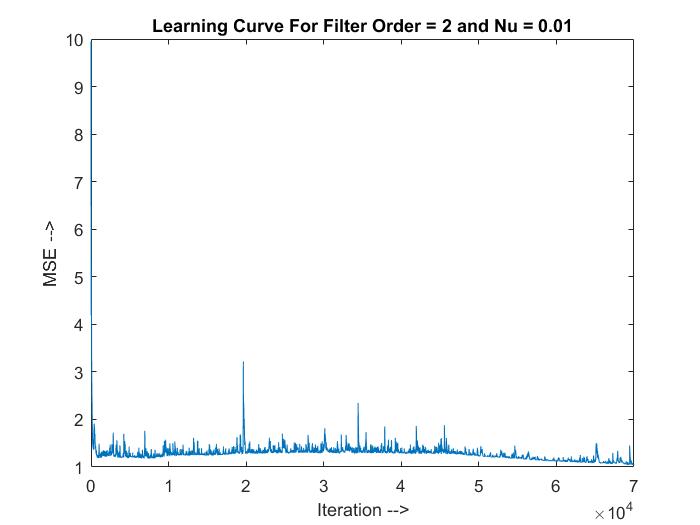 Learning Curve For Filter Order = 2 and Nu = 0.01
10
9
8
7
6
5
4
3
2
1
MSE -->
0 1 2 3 4 5 6 7
Iteration -->
×10⁴